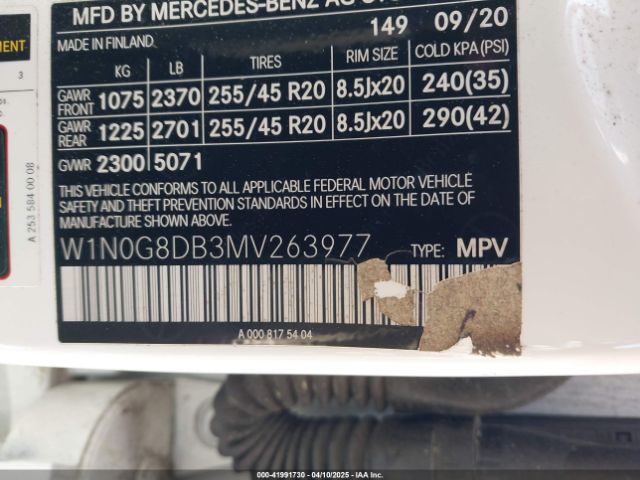 MFD BY MERCEDES-BENZ AG
149 09/20
MADE IN FINLAND
KG LB TIRES RIM SIZE COLD KPA(PSI)
GAWR FRONT 1075 2370 255/45 R20 8.5Jx20 240(35)
GAWR REAR 1225 2701 255/45 R20 8.5Jx20 290(42)
GVWR 2300 5071
THIS VEHICLE CONFORMS TO ALL APPLICABLE FEDERAL MOTOR VEHICLE
SAFETY AND THEFT PREVENTION STANDARDS IN EFFECT ON THE DATE OF
MANUFACTURE SHOWN ABOVE.
W1N0G8DB3MV263977 TYPE: MPV
A 000 817 54 04
MENT
3
A 253 584 00 08
000-41991730 - 04/10/2025 - IAAI.COM